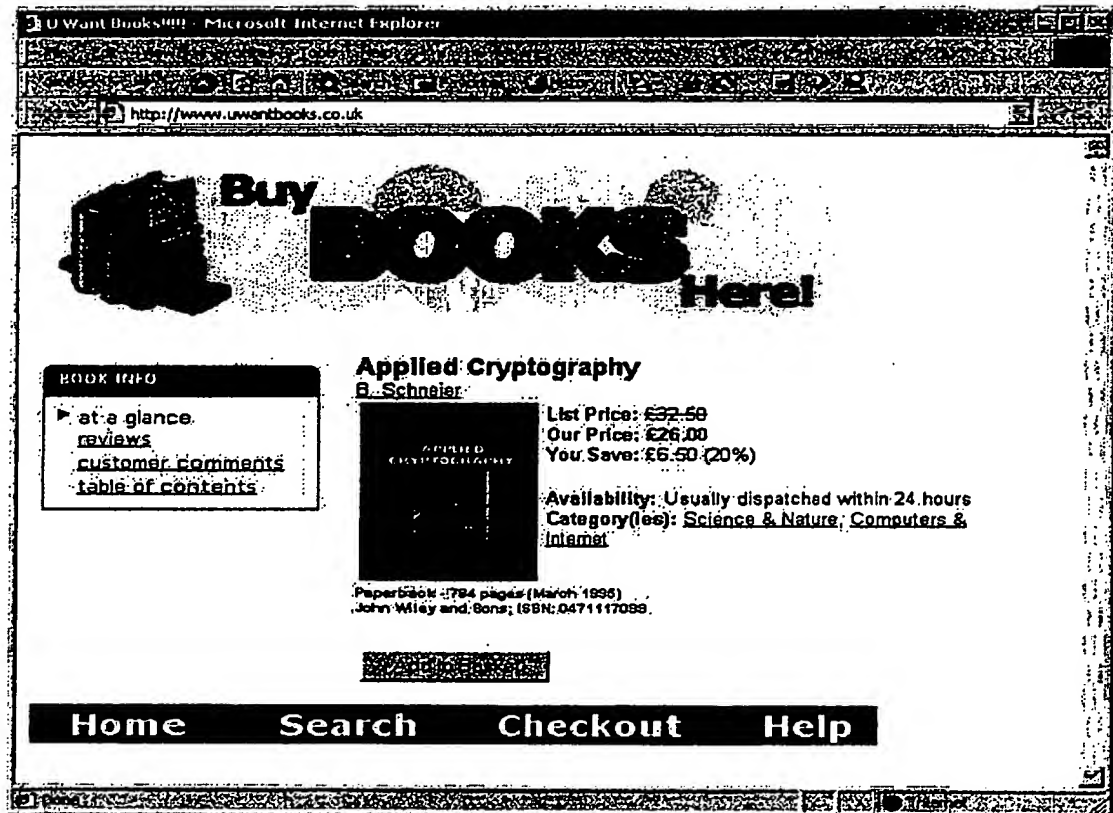 U Want Books!!!!! - Microsoft Internet Explorer
http://www.uwantbooks.co.uk
Buy
BOOKS
Here!
BOOK INFO
at a glance
reviews
customer comments
table of contents
Applied Cryptography
B. Schneier
APPLIED
CRYPTOGRAPHY
List Price: £32.50
Our Price: £26.00
You Save: £6.50 (20%)
Availability: Usually dispatched within 24 hours
Category(ies): Science & Nature, Computers &
Internet
Paperback - 784 pages (March 1995)
John Wiley and Sons; ISBN: 0471117099
Home Search Checkout Help
Done
Internet